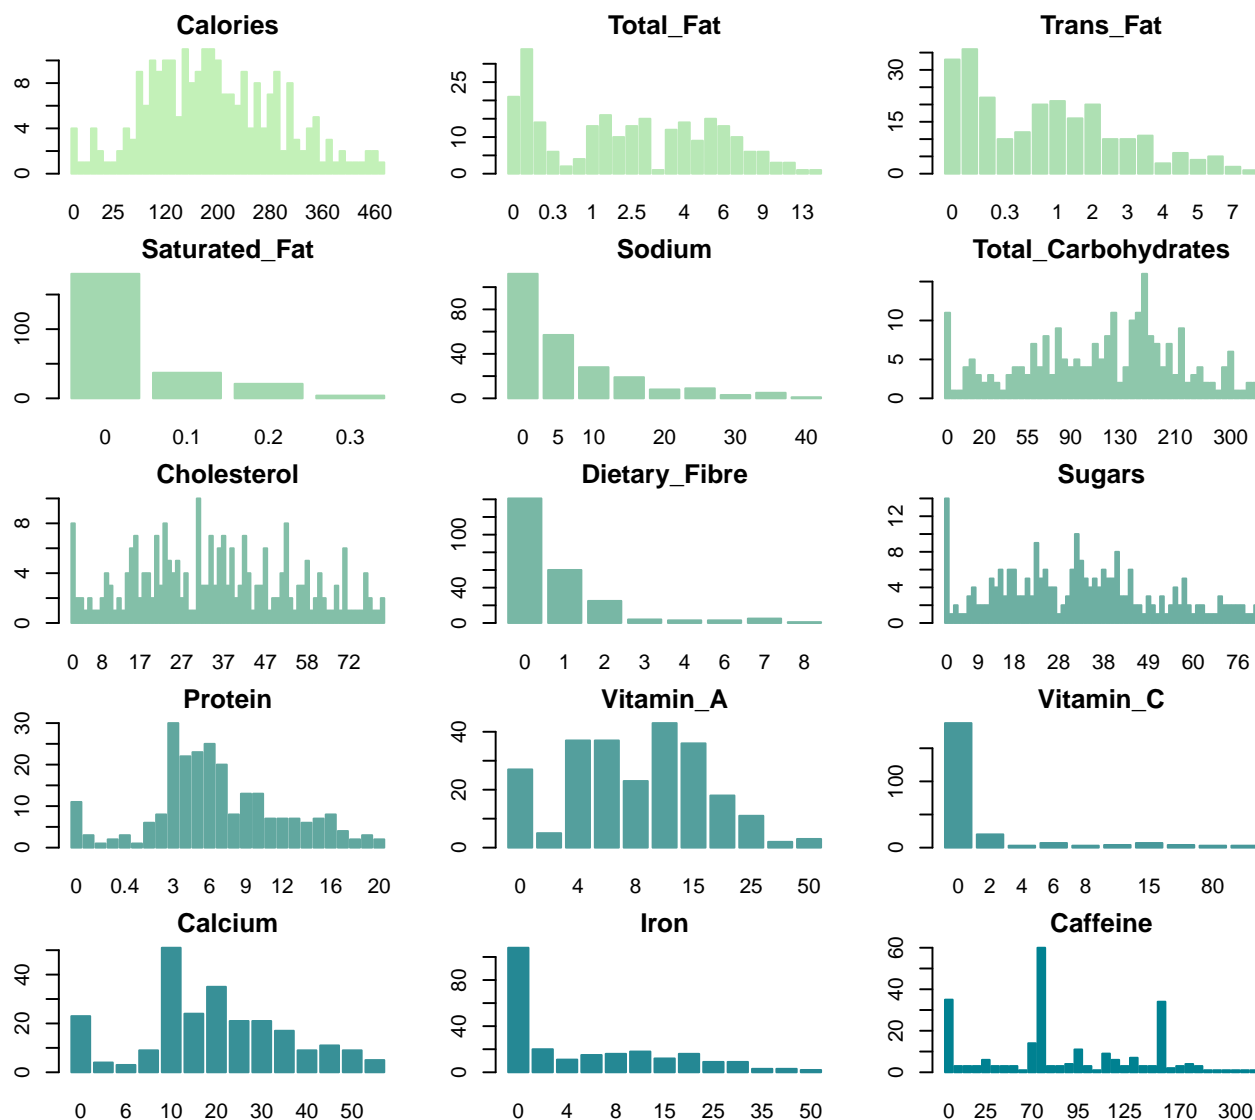 Calories Total_Fat Trans_Fat
0 4 8
0 10 25
0 15 30
0 25 120 200 280 360 460
0 0.3 1 2.5 4 6 9 13
0 0.3 1 2 3 4 5 7
Saturated_Fat Sodium Total_Carbohydrates
0 100
0 40 80
0 5 10
0 0.1 0.2 0.3
0 5 10 20 30 40
0 20 55 90 130 210 300
Cholesterol Dietary_Fibre Sugars
0 4 8
0 40 100
0 4 8 12
0 8 17 27 37 47 58 72
0 1 2 3 4 6 7 8
0 9 18 28 38 49 60 76
Protein Vitamin_A Vitamin_C
0 10 20 30
0 20 40
0 100
0 0.4 3 6 9 12 16 20
0 4 8 15 25 50
0 2 4 6 8 15 80
Calcium Iron Caffeine
0 20 40
0 40 80
0 20 40 60
0 6 10 20 30 40 50
0 4 8 15 25 35 50
0 25 70 95 125 170 300